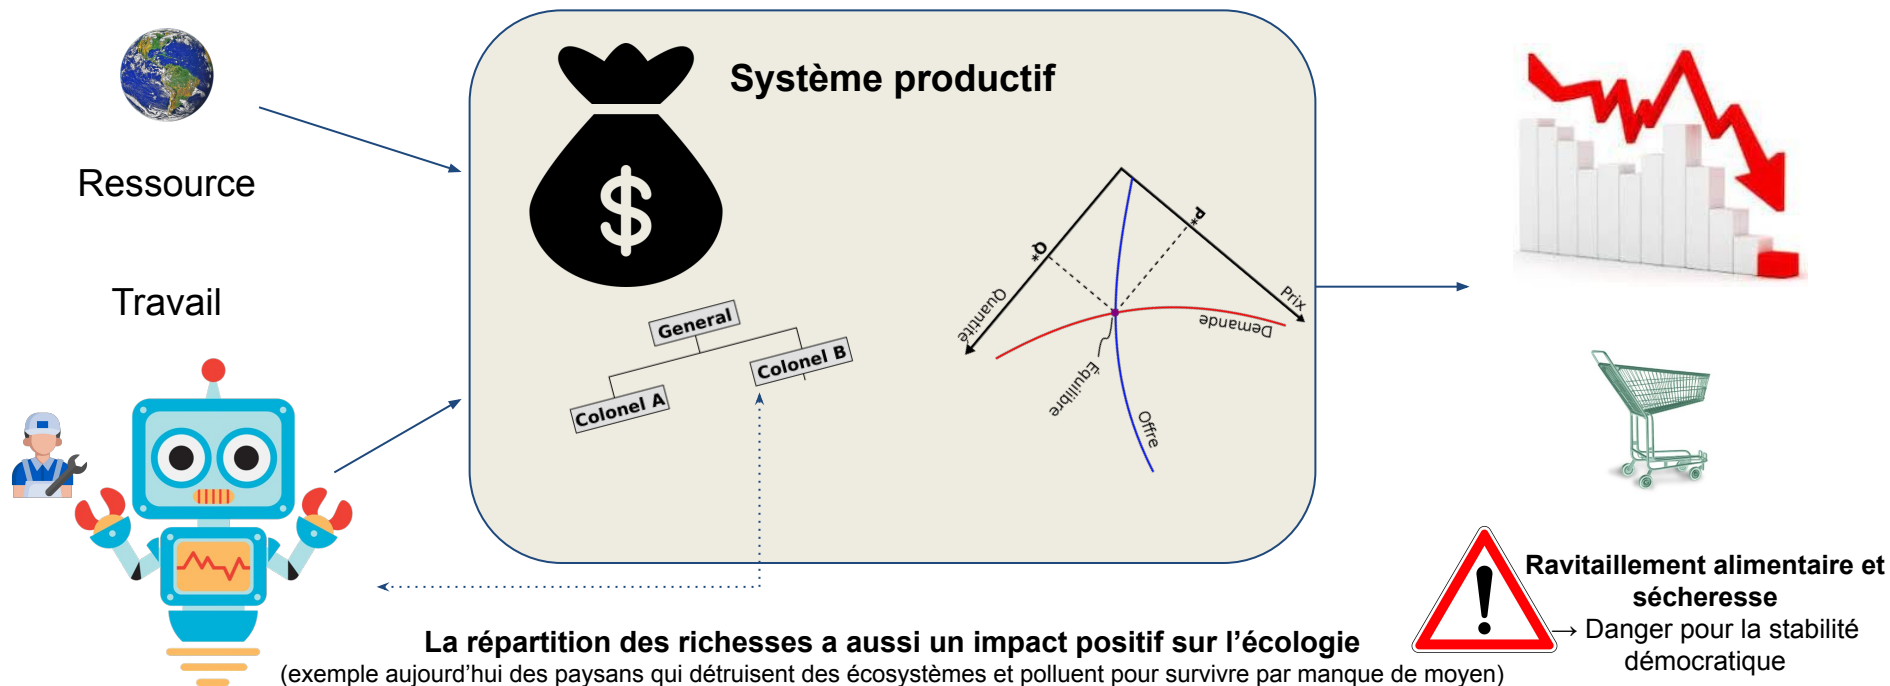 Système productif
Ressource
Travail
$
General
Colonel A
Colonel B
Q*
P*
Quantité
Prix
Demande
Équilibre
Offre
Ravitaillement alimentaire et
sécheresse
→ Danger pour la stabilité
démocratique
La répartition des richesses a aussi un impact positif sur l’écologie
(exemple aujourd’hui des paysans qui détruisent des écosystèmes et polluent pour survivre par manque de moyen)